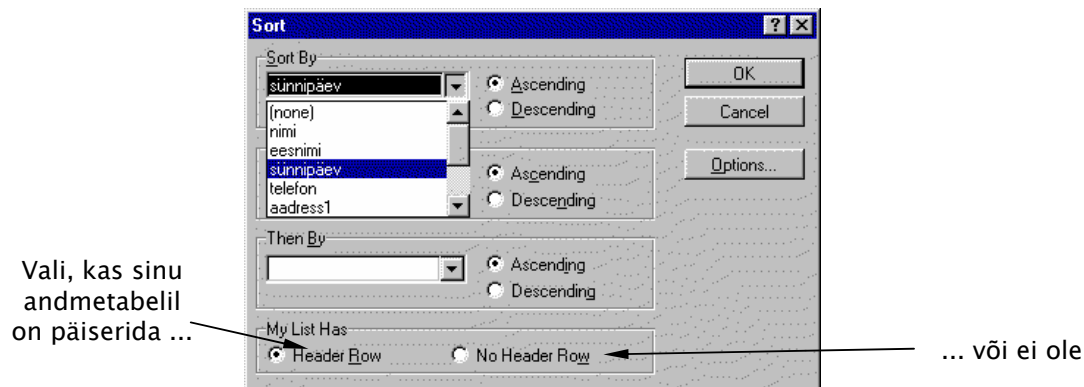 Sort
Sort By
sünnipäev
Ascending
Descending
(none)
nimi
eesnimi
sünnipäev
telefon
aadress1
Ascending
Descending
Then By
Ascending
Descending
My List Has
Header Row
No Header Row
OK
Cancel
Options...
Vali, kas sinu
andmetabelil
on päiserida ...
... või ei ole